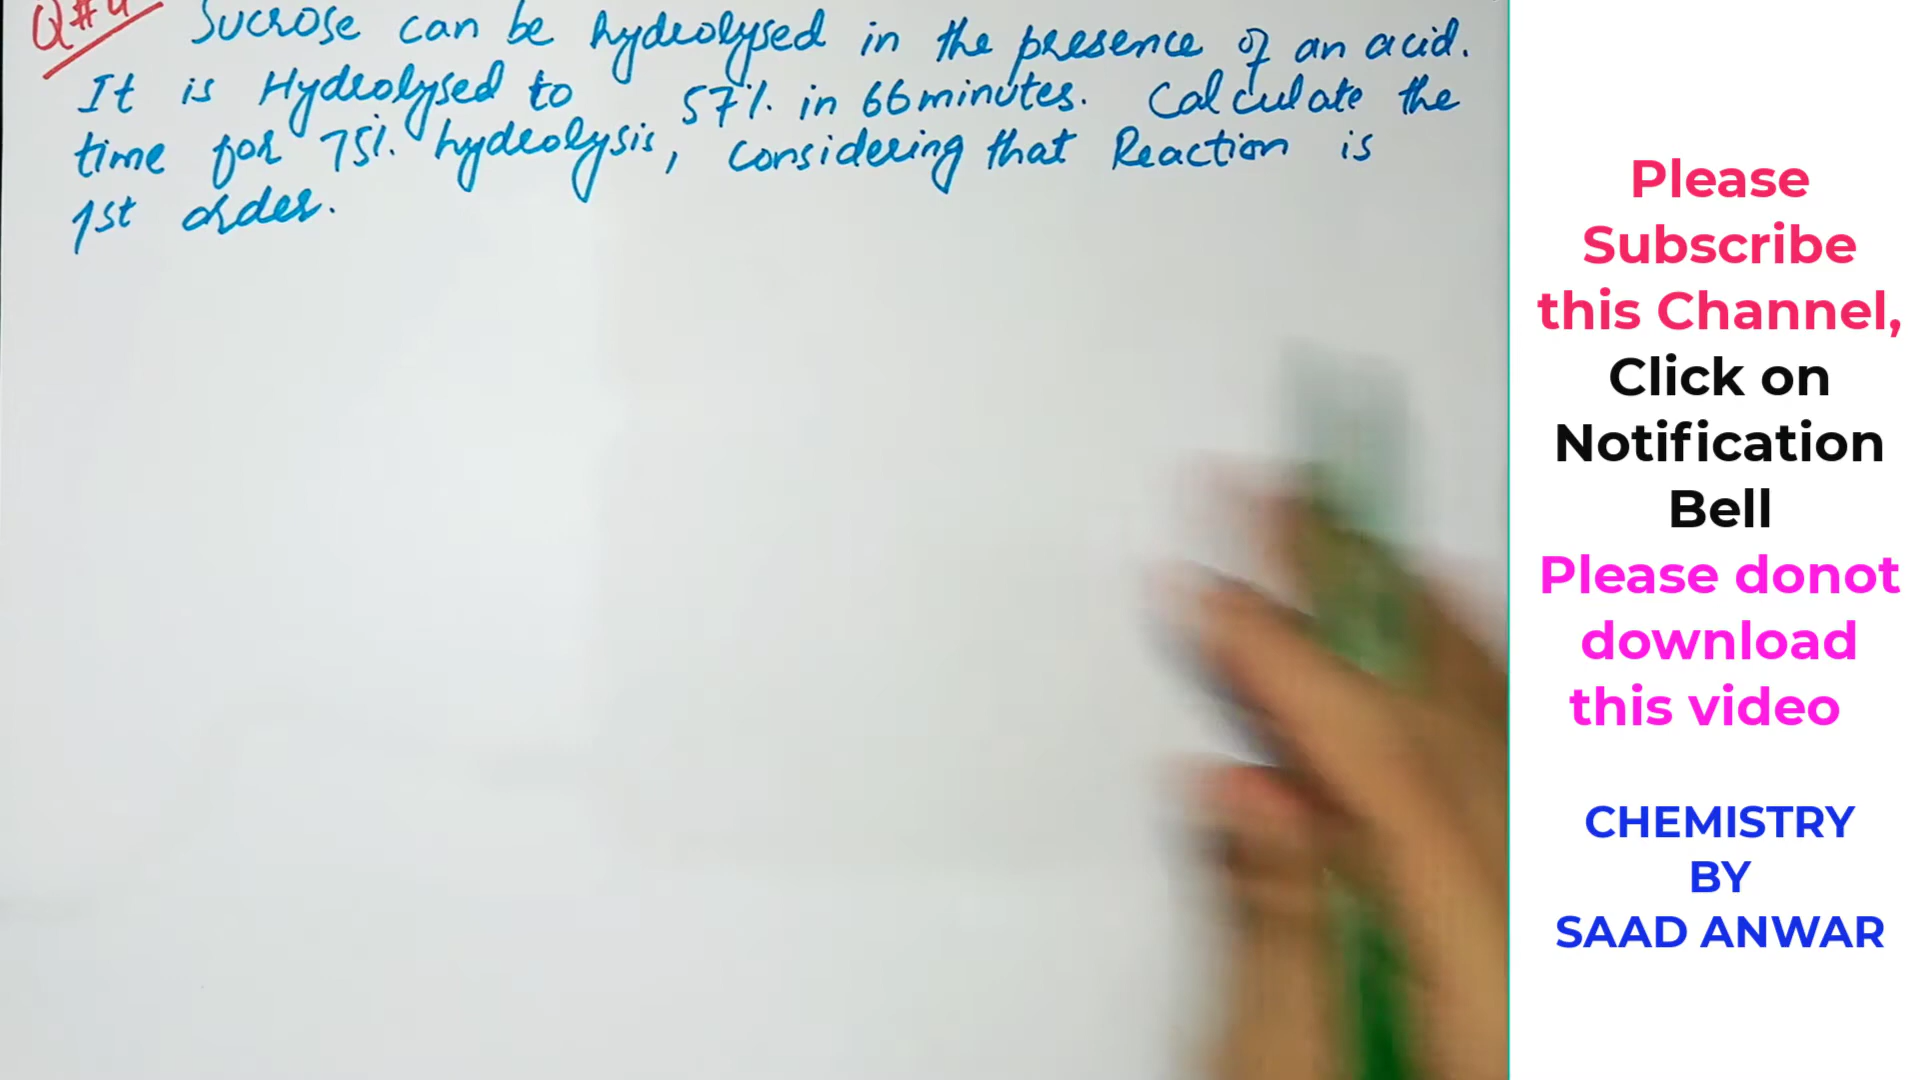 Q#4
Sucrose can be hydrolysed in the presence of an acid.
It is Hydrolysed to 57% in 66 minutes. Calculate the
time for 75% hydrolysis, considering that Reaction is
1st order.
Please
Subscribe
this Channel,
Click on
Notification
Bell
Please donot
download
this video
CHEMISTRY
BY
SAAD ANWAR